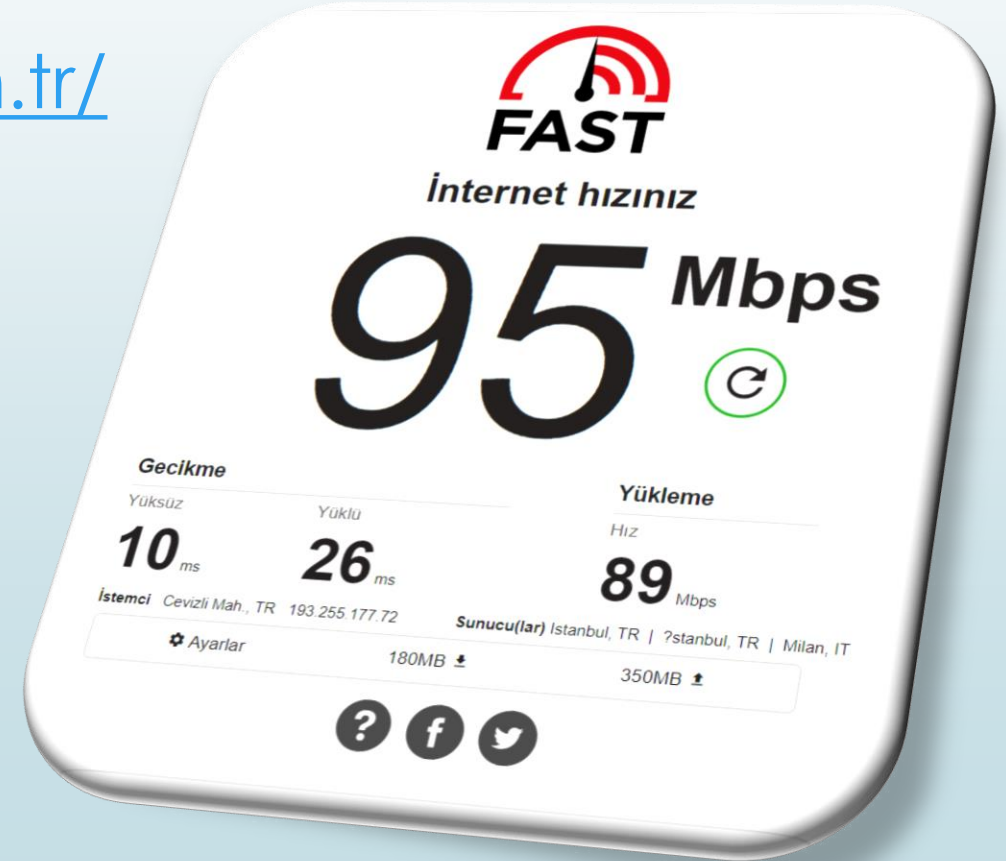 .tr/
FAST
İnternet hızınız
95 Mbps
Gecikme
Yükleme
Yüksüz
Yüklü
Hız
10 ms
26 ms
89 Mbps
İstemci Cevizli Mah., TR 193.255.177.72
Sunucu(lar) Istanbul, TR | ?stanbul, TR | Milan, IT
Ayarlar
180MB
350MB
? f